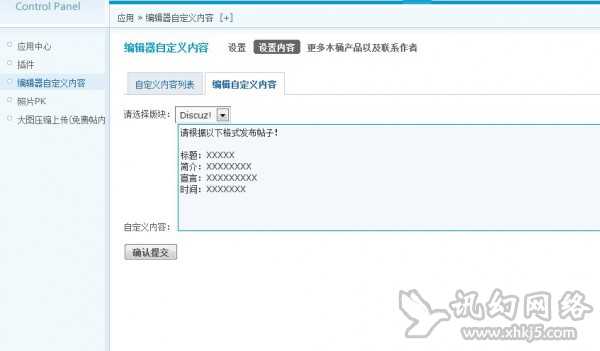 Control Panel
应用 » 编辑器自定义内容 [+]
应用中心
插件
编辑器自定义内容
照片PK
大图压缩上传(免费帖内
编辑器自定义内容 设置 设置内容 更多木桶产品以及联系作者
自定义内容列表 编辑自定义内容
请选择版块: Discuz!
请根据以下格式发布帖子!
标题: XXXXX
简介: XXXXXXXX
宣言: XXXXXXXXX
时间: XXXXXXX
自定义内容:
确认提交
讯幻网络
www.xhkj5.com